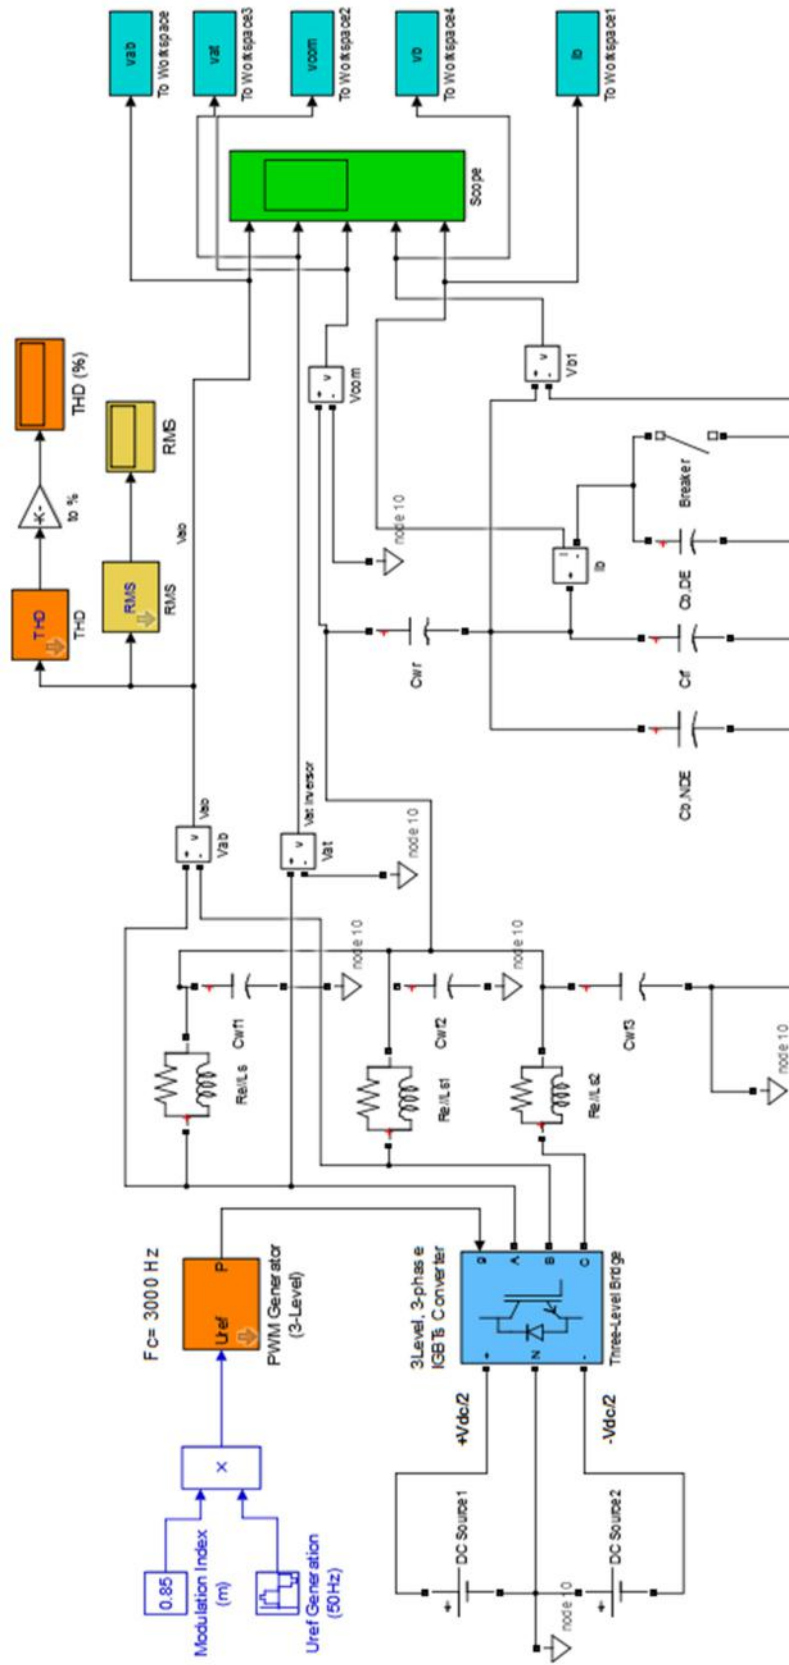 0.85
Modulation Index
(m)
Uref Generation
(50Hz)
X
Fc= 3000 Hz
Uref
P
PWM Generator
(3-Level)
DC Source1
DC Source2
node 10
+Vdc/2
-Vdc/2
3Level, 3-phase
IGBTs Converter
g
A
B
C
+
N
-
Three-Level Bridge
Re//Ls
Re//Ls1
Re//Ls2
Cwf1
node 10
Cwf2
node 10
Cwf3
node 10
+
-
v
Vab
Vab
+
-
v
Vat
Vat Inversor
node 10
THD
THD
-K-
to %
THD (%)
RMS
RMS
RMS
Vab
Cwr
node 10
+
-
v
Vcom
Cb,NDE
Crf
Cb,DE
Breaker
+
-
I
Ib
+
-
v
Vb1
Scope
vab
To Workspace
vat
To Workspace3
vcom
To Workspace2
vb
To Workspace4
Ib
To Workspace1